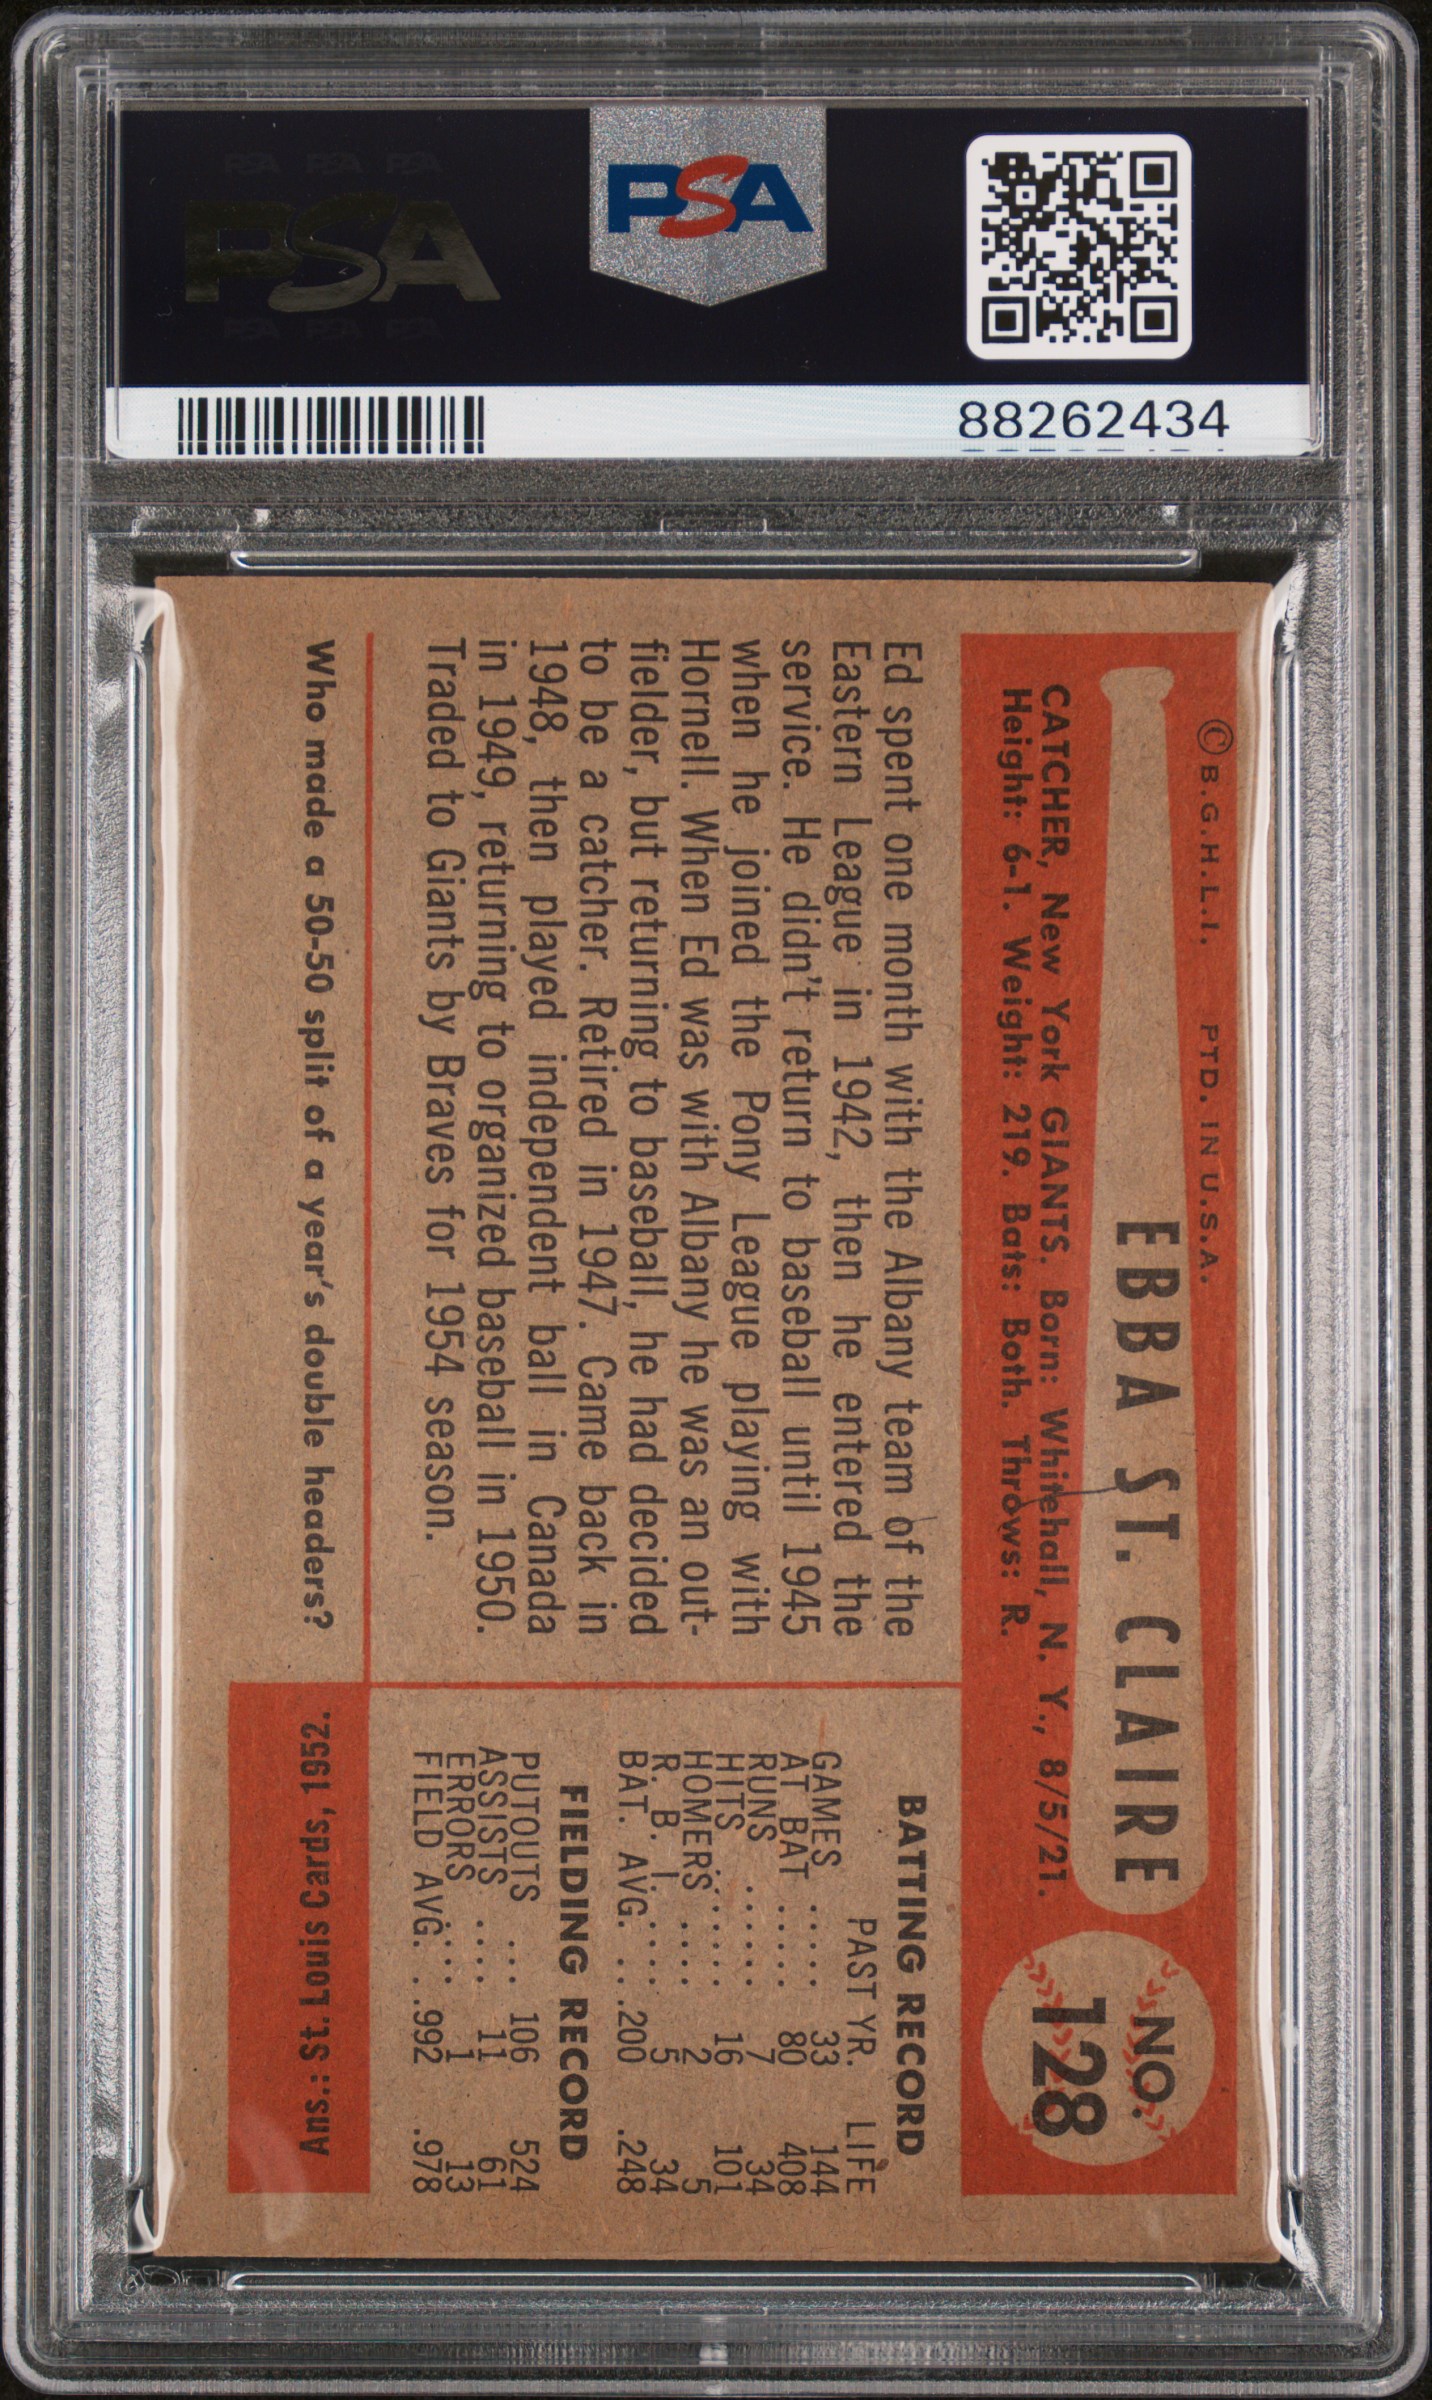 PSA PSA PSA
PSA
PSA PSA PSA
PSA
88262434
© B.G.H.L.I. PTD. IN U.S.A.
EBBA ST. CLAIRE
NO.
128
CATCHER, New York GIANTS. Born: Whitehall, N. Y., 8/5/21.
Height: 6-1. Weight: 219. Bats: Both. Throws: R.
Ed spent one month with the Albany team of the
Eastern League in 1942, then he entered the
service. He didn't return to baseball until 1945
when he joined the Pony League playing with
Hornell. When Ed was with Albany he was an out-
fielder, but returning to baseball, he had decided
to be a catcher. Retired in 1947. Came back in
1948, then played independent ball in Canada
in 1949, returning to organized baseball in 1950.
Traded to Giants by Braves for 1954 season.
BATTING RECORD
PAST YR. LIFE
GAMES ..... 33 144
AT BAT ..... 80 408
RUNS ...... 7 34
HITS ...... 16 101
HOMERS .... 2 5
R. B. I. .... 5 34
BAT. AVG. ... .200 .248
FIELDING RECORD
PUTOUTS ... 106 524
ASSISTS .... 11 61
ERRORS .... 1 13
FIELD AVG. . .992 .978
Who made a 50-50 split of a year's double headers?
Ans.: St. Louis Cards, 1952.